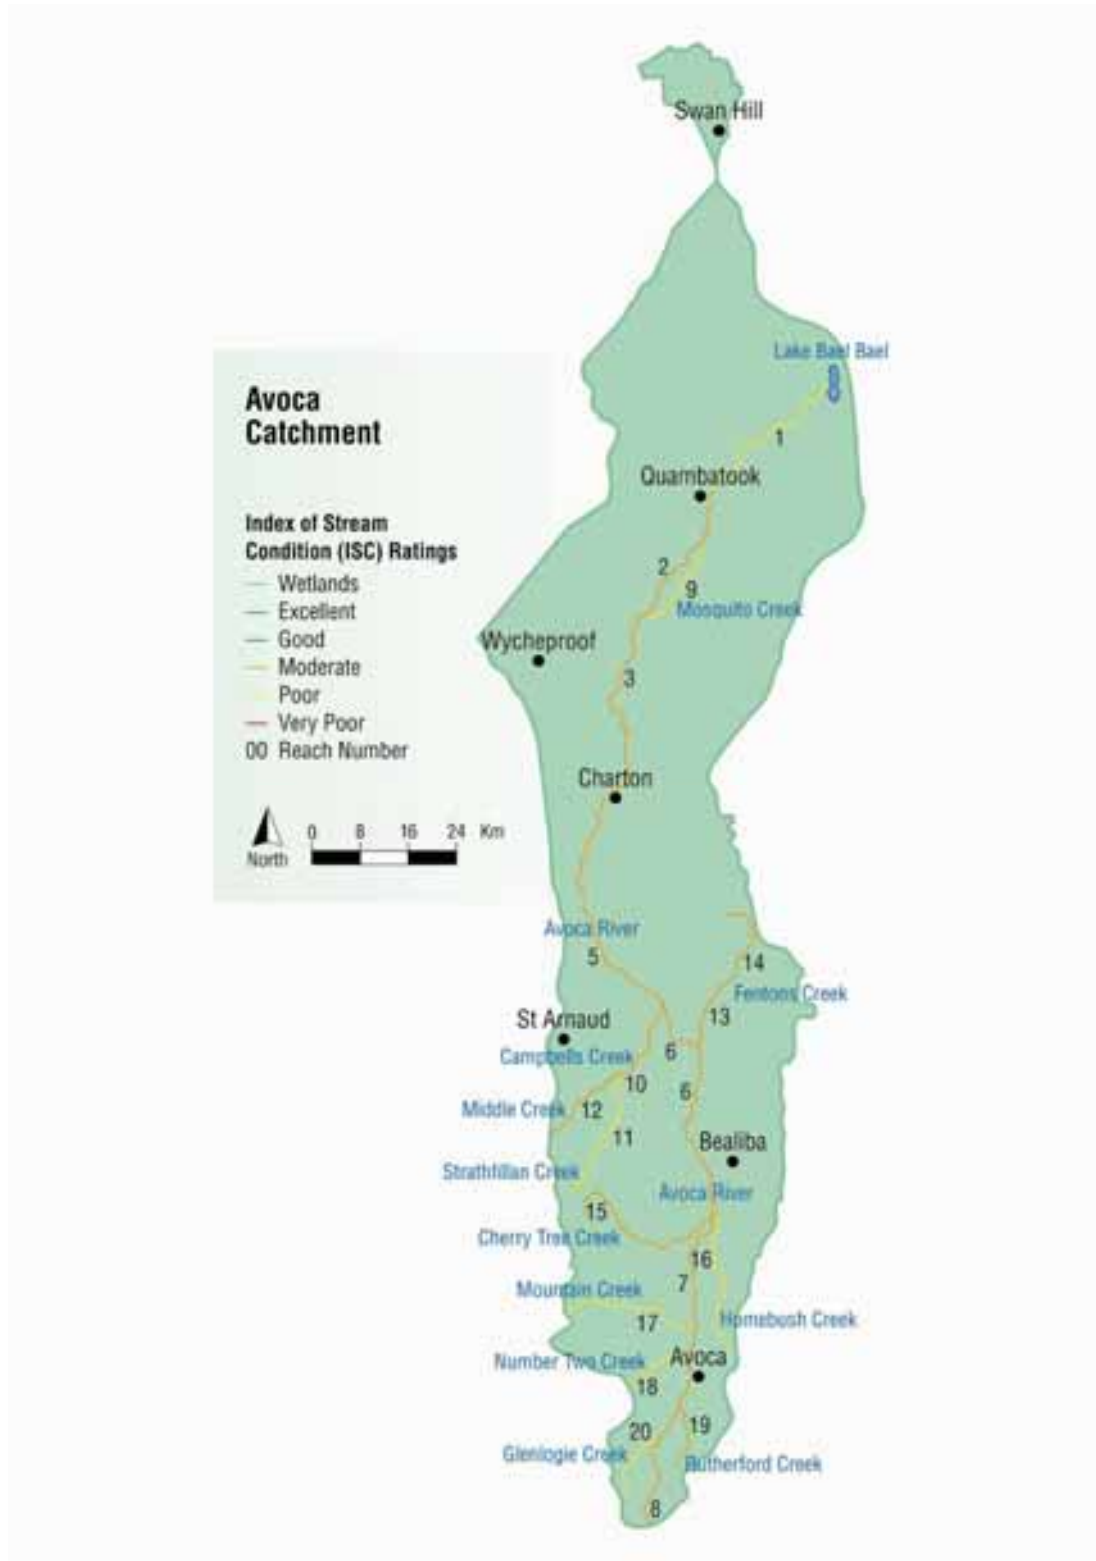 Swan Hill
Lake Bael Bael
1
Avoca
Catchment
Quambatook
Index of Stream
Condition (ISC) Ratings
Wetlands
Excellent
Good
Moderate
Poor
Very Poor
00 Reach Number
2
9
Mosquito Creek
Wycheproof
3
Charton
0 8 16 24 Km
North
Avoca River
5
14
Fentons Creek
13
St Arnaud
6
Campbells Creek
10
6
Middle Creek
12
11
Bealiba
Strathfillan Creek
Avoca River
15
Cherry Tree Creek
16
7
Mountain Creek
17
Homebush Creek
Number Two Creek
Avoca
18
19
20
Glenlogie Creek
Rutherford Creek
8